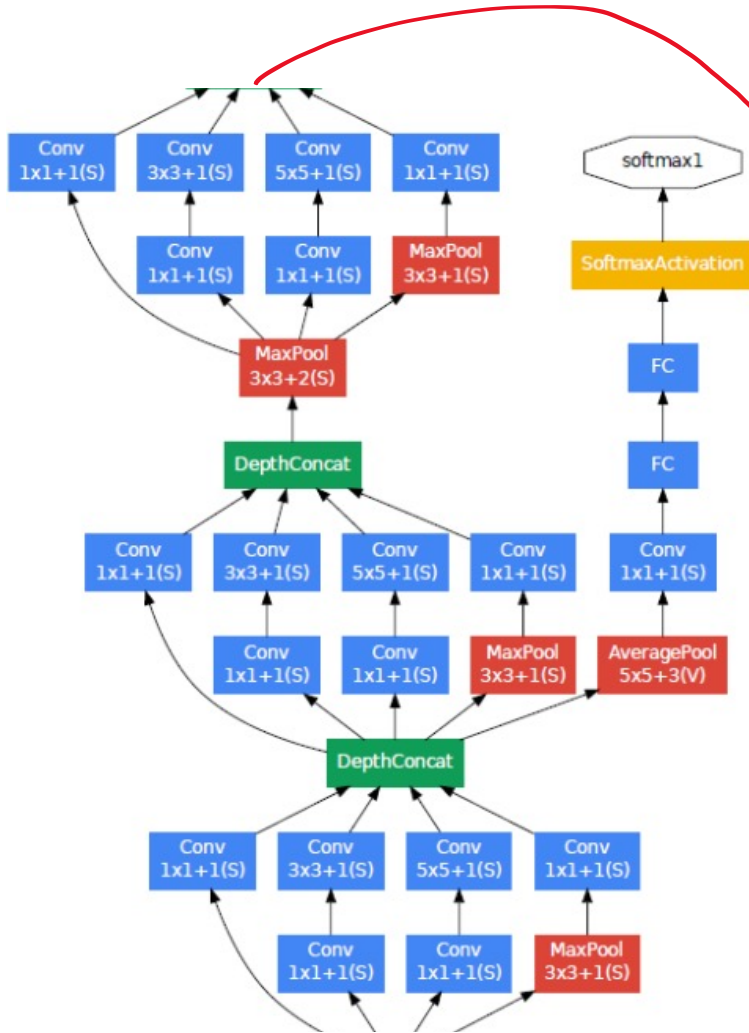 Conv
1x1+1(S)
Conv
3x3+1(S)
Conv
5x5+1(S)
Conv
1x1+1(S)
softmax1
Conv
1x1+1(S)
Conv
1x1+1(S)
MaxPool
3x3+1(S)
SoftmaxActivation
MaxPool
3x3+2(S)
FC
DepthConcat
FC
Conv
1x1+1(S)
Conv
3x3+1(S)
Conv
5x5+1(S)
Conv
1x1+1(S)
Conv
1x1+1(S)
Conv
1x1+1(S)
Conv
1x1+1(S)
MaxPool
3x3+1(S)
AveragePool
5x5+3(V)
DepthConcat
Conv
1x1+1(S)
Conv
3x3+1(S)
Conv
5x5+1(S)
Conv
1x1+1(S)
Conv
1x1+1(S)
Conv
1x1+1(S)
MaxPool
3x3+1(S)